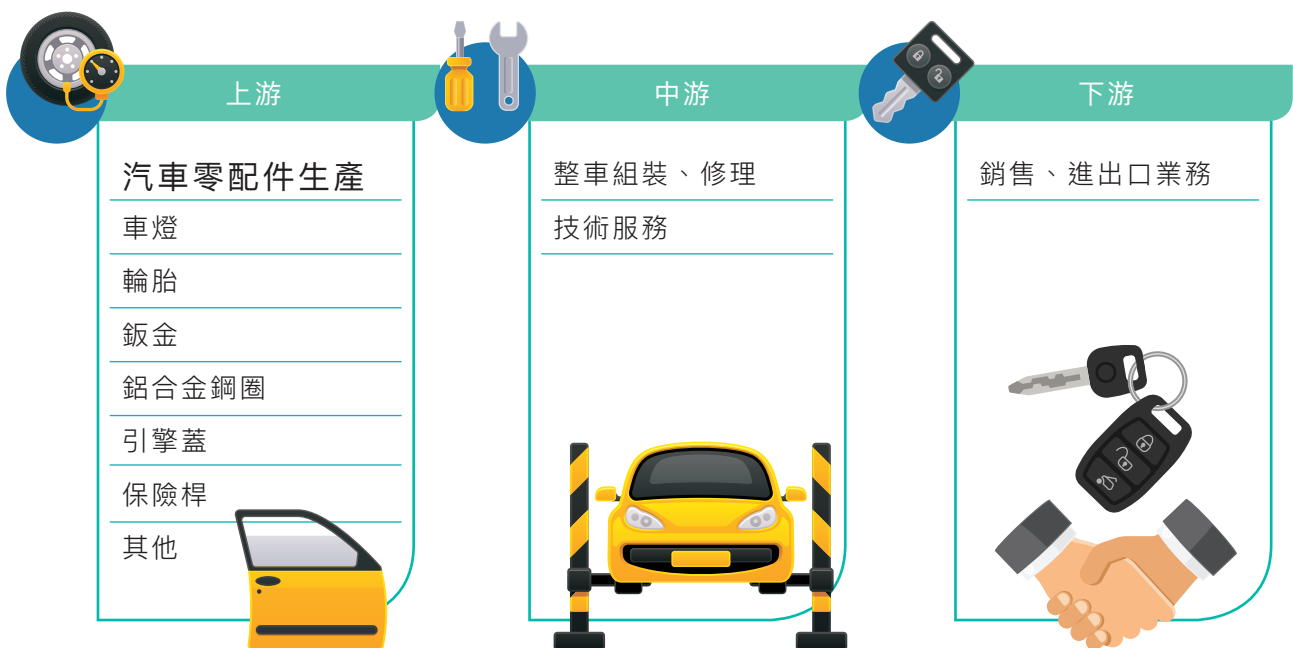 上游
汽車零配件生產
車燈
輪胎
鈑金
鋁合金鋼圈
引擎蓋
保險桿
其他
中游
整車組裝、修理
技術服務
下游
銷售、進出口業務